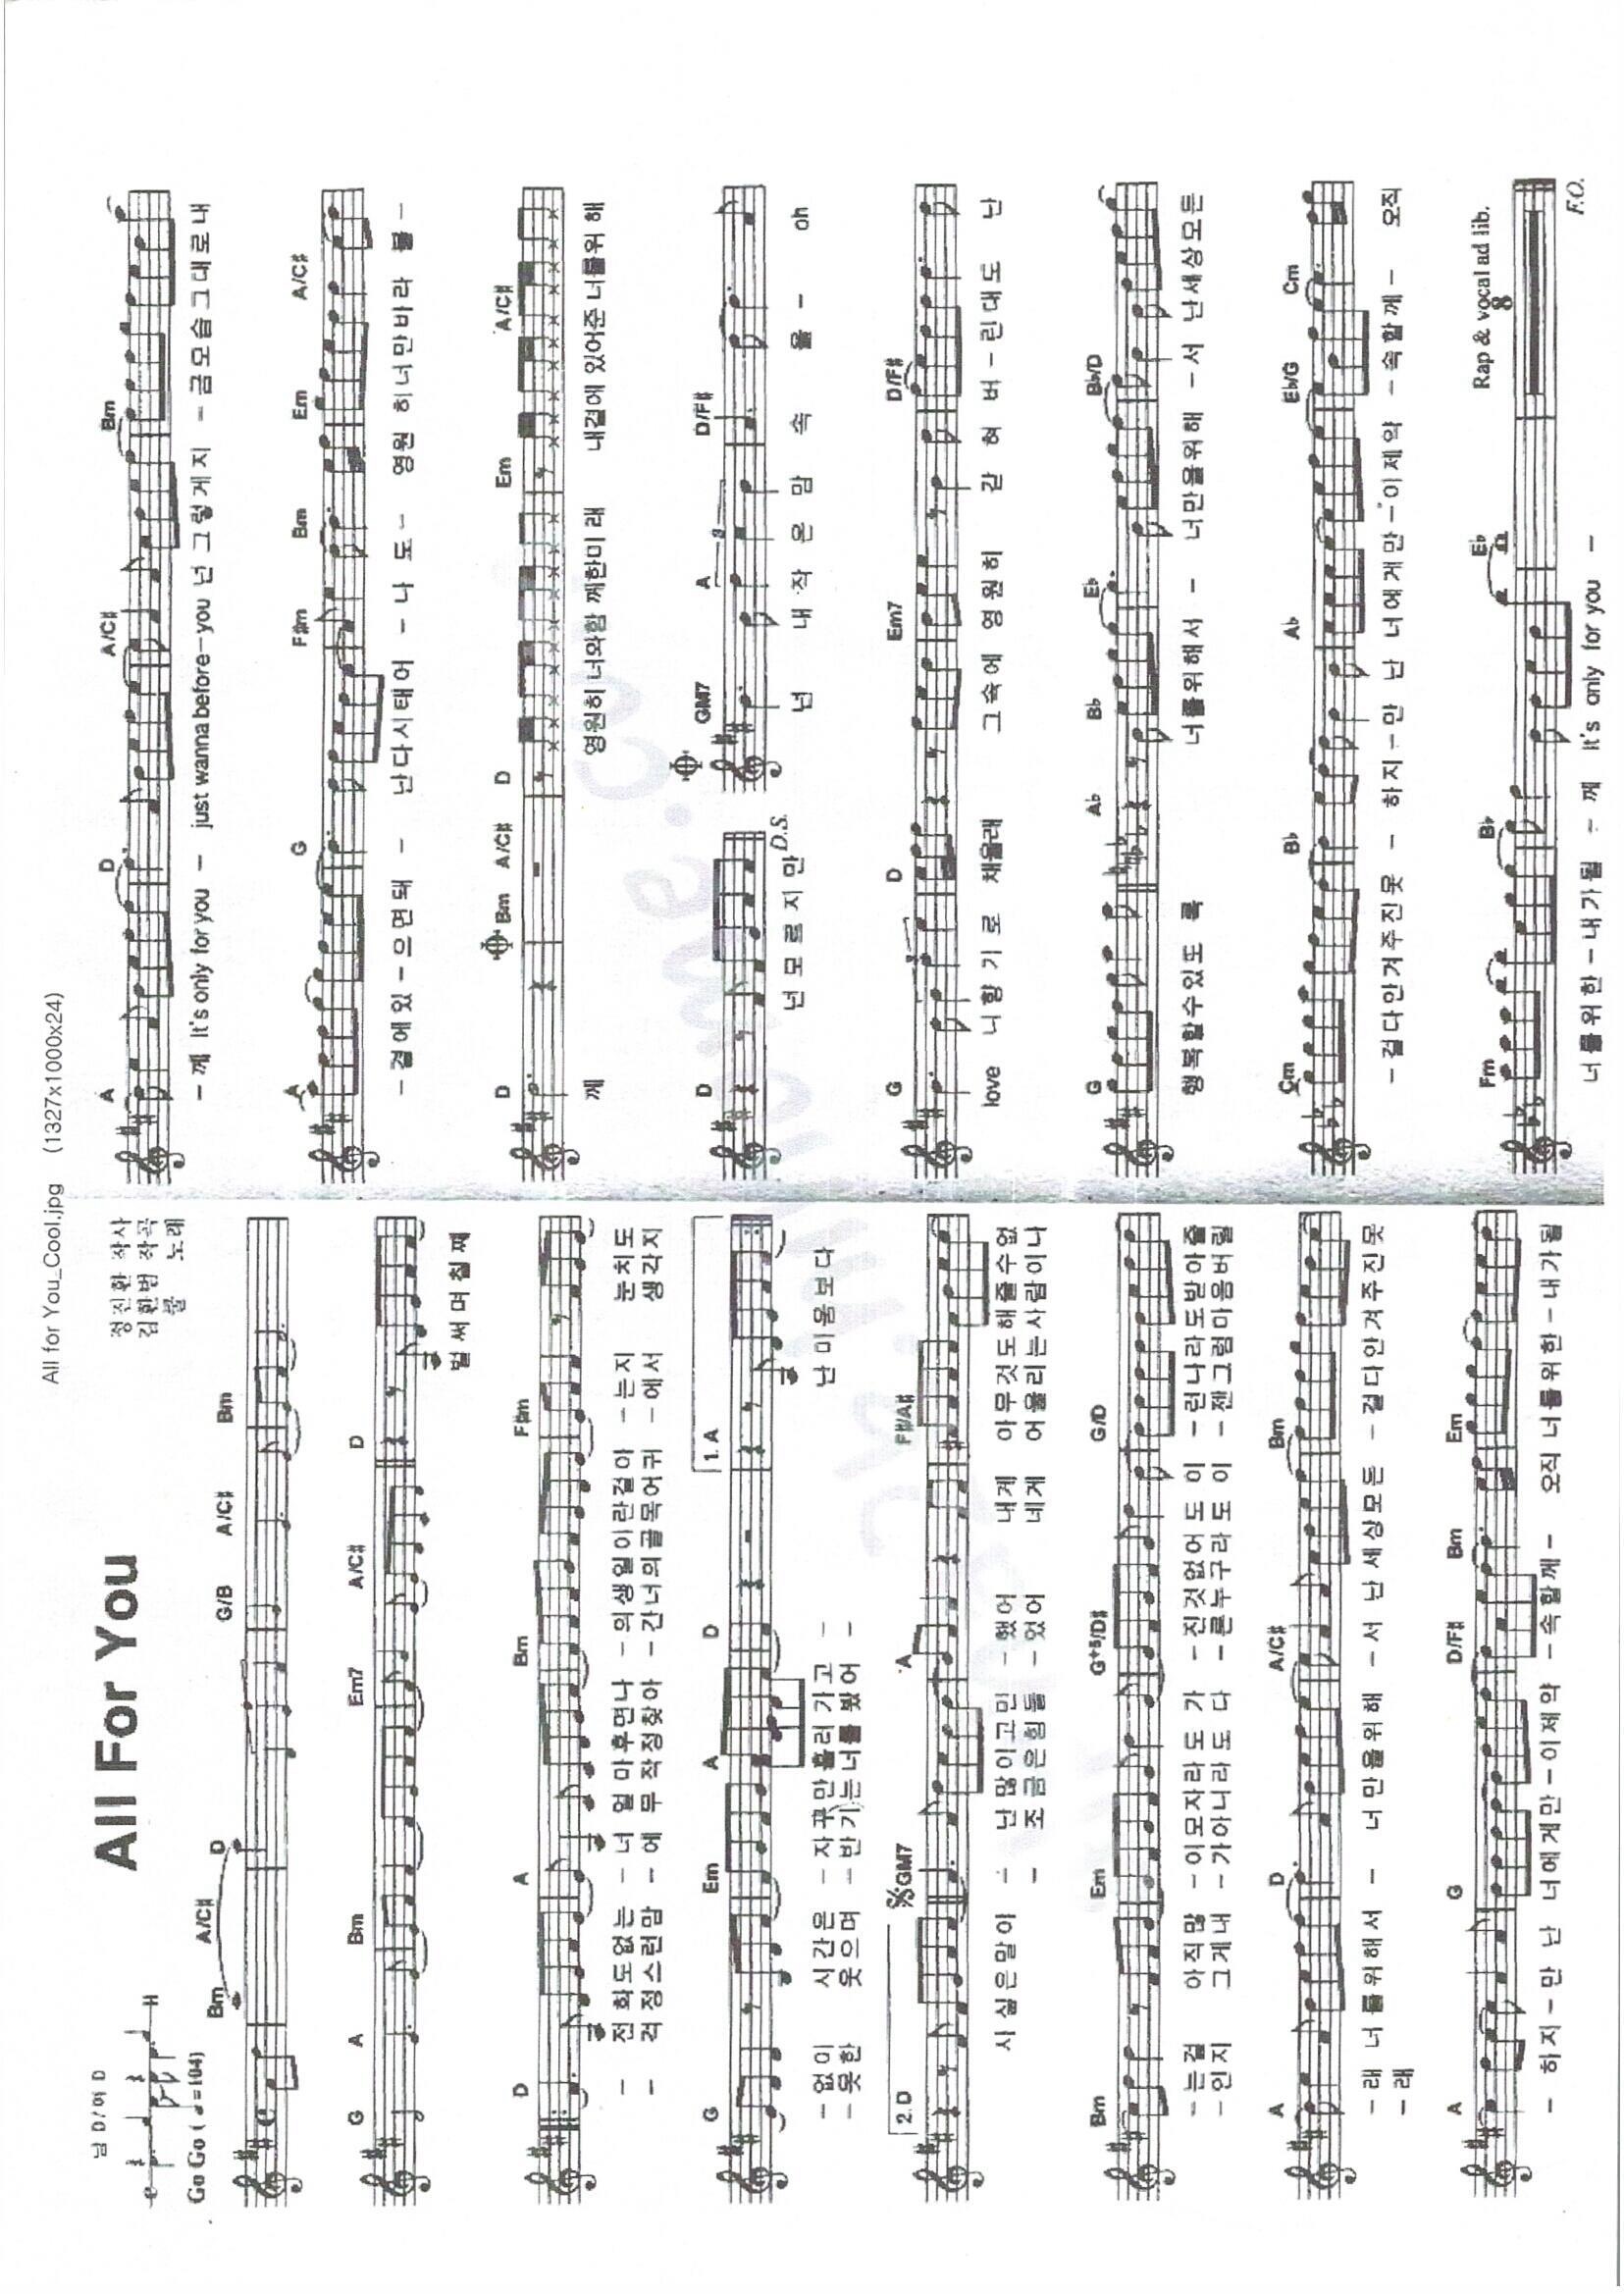 All for You_Cool.jpg (1327x1000x24)
남 D/여 D
All For You
정진환 작사
김환범 작곡
쿨 노래
Go Go (♩=104)
Bm A/C♯ D G/B A/C♯ Bm
G A Bm Em7 A/C♯ D
벌써며칠째
D A Bm F♯m
- 전화도없는 - 너 얼마후면나 - 의생일이란걸아 - 는지 눈치도
- 걱정스런맘 - 에 무작정찾아 - 간너의골목어귀 - 에서 생각지
G Em A D 1. A
- 없이 시간은 - 자꾸만흘러가고 - 난미움보다
- 못한 웃으며 - 반기는너를봤어 -
2. D GM7 A F♯/A♯
사실은말야 - 난많이고민 - 했어 내게 아무것도해줄수없
- 조금은힘들 - 었어 네게 어울리는사람이나
Bm Em G+5/D♯ G/D
- 는걸 아직많 - 이모자라도가 - 진것없어도이 - 런나라도받아줄
- 인지 그게내 - 가아니라도다 - 른누구라도이 - 젠그럼마음버릴
A D A/C♯ Bm
- 래 너를위해서 - 너만을위해 - 서 난세상모든 - 걸다안겨주진못
- 래
A G D/F♯ Bm Em
- 하지-만 난 너에게만-이제약 - 속할께- 오직 너를위한-내가될
A D A/C♯ Bm
- 께 It's only for you - just wanna before-you 넌 그렇게지 - 금모습그대로내
A G F♯m Bm Em A/C♯
- 곁에있-으면돼 - 난다시태어 - 나 도- 영원 히너만바라 볼-
D Bm A/C♯ D Em A/C♯
께 영원히 너와함 께한미 래 내곁에 있어준 너를위 해
D D.S. GM7 A 3 D/F♯
넌모르지만 넌 내작은맘 속 을- oh
G 3 D Em7 D/F♯
love 니향기로 채울래 그속에 영원히 갇혀 버-린대도 난
G A♭ B♭ E♭ B♭/D
행복할수있도록 너를위해서 - 너만을위해 - 서 난세상모든
Cm B♭ A♭ E♭/G Cm
- 걸다안겨주진못 - 하지-만 난 너에게만-이제약 - 속할께- 오직
Fm B♭ E♭ Rap & vocal ad lib.
8
F.O.
너를위한-내가될 - 께 It's only for you -